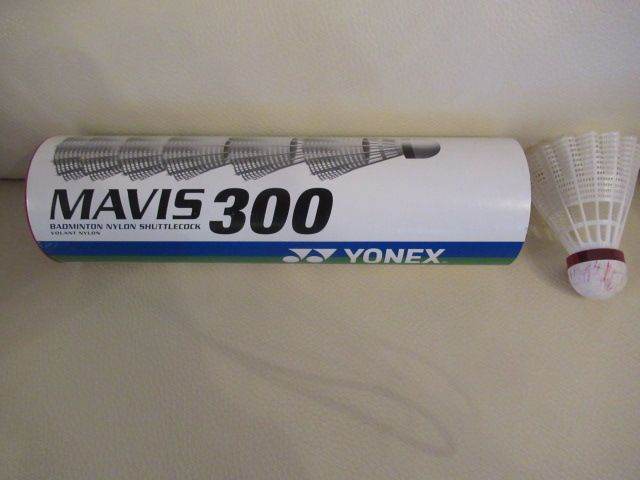 MAVIS 300
BADMINTON NYLON SHUTTLECOCK
VOLANT NYLON
YONEX